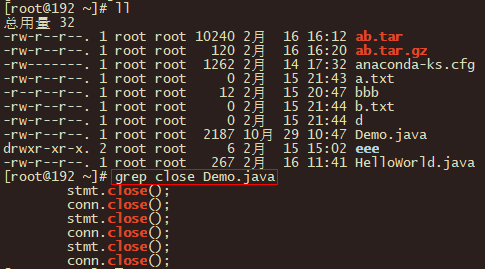 [root@192 ~]# ll
总用量 32
-rw-r--r--. 1 root root 10240 2月  16 16:12 ab.tar
-rw-r--r--. 1 root root   120 2月  16 16:20 ab.tar.gz
-rw-------. 1 root root  1262 2月  14 17:32 anaconda-ks.cfg
-rw-r--r--. 1 root root     0 2月  15 21:43 a.txt
-r--r--r--. 1 root root    12 2月  15 20:47 bbb
-rw-r--r--. 1 root root     0 2月  15 21:44 b.txt
-rw-r--r--. 1 root root     0 2月  15 21:44 d
-rw-r--r--. 1 root root  2187 10月 29 10:47 Demo.java
drwxr-xr-x. 2 root root     6 2月  15 15:02 eee
-rw-r--r--. 1 root root   267 2月  16 11:41 HelloWorld.java
[root@192 ~]# grep close Demo.java
        stmt.close();
        conn.close();
        stmt.close();
        conn.close();
        stmt.close();
        conn.close();